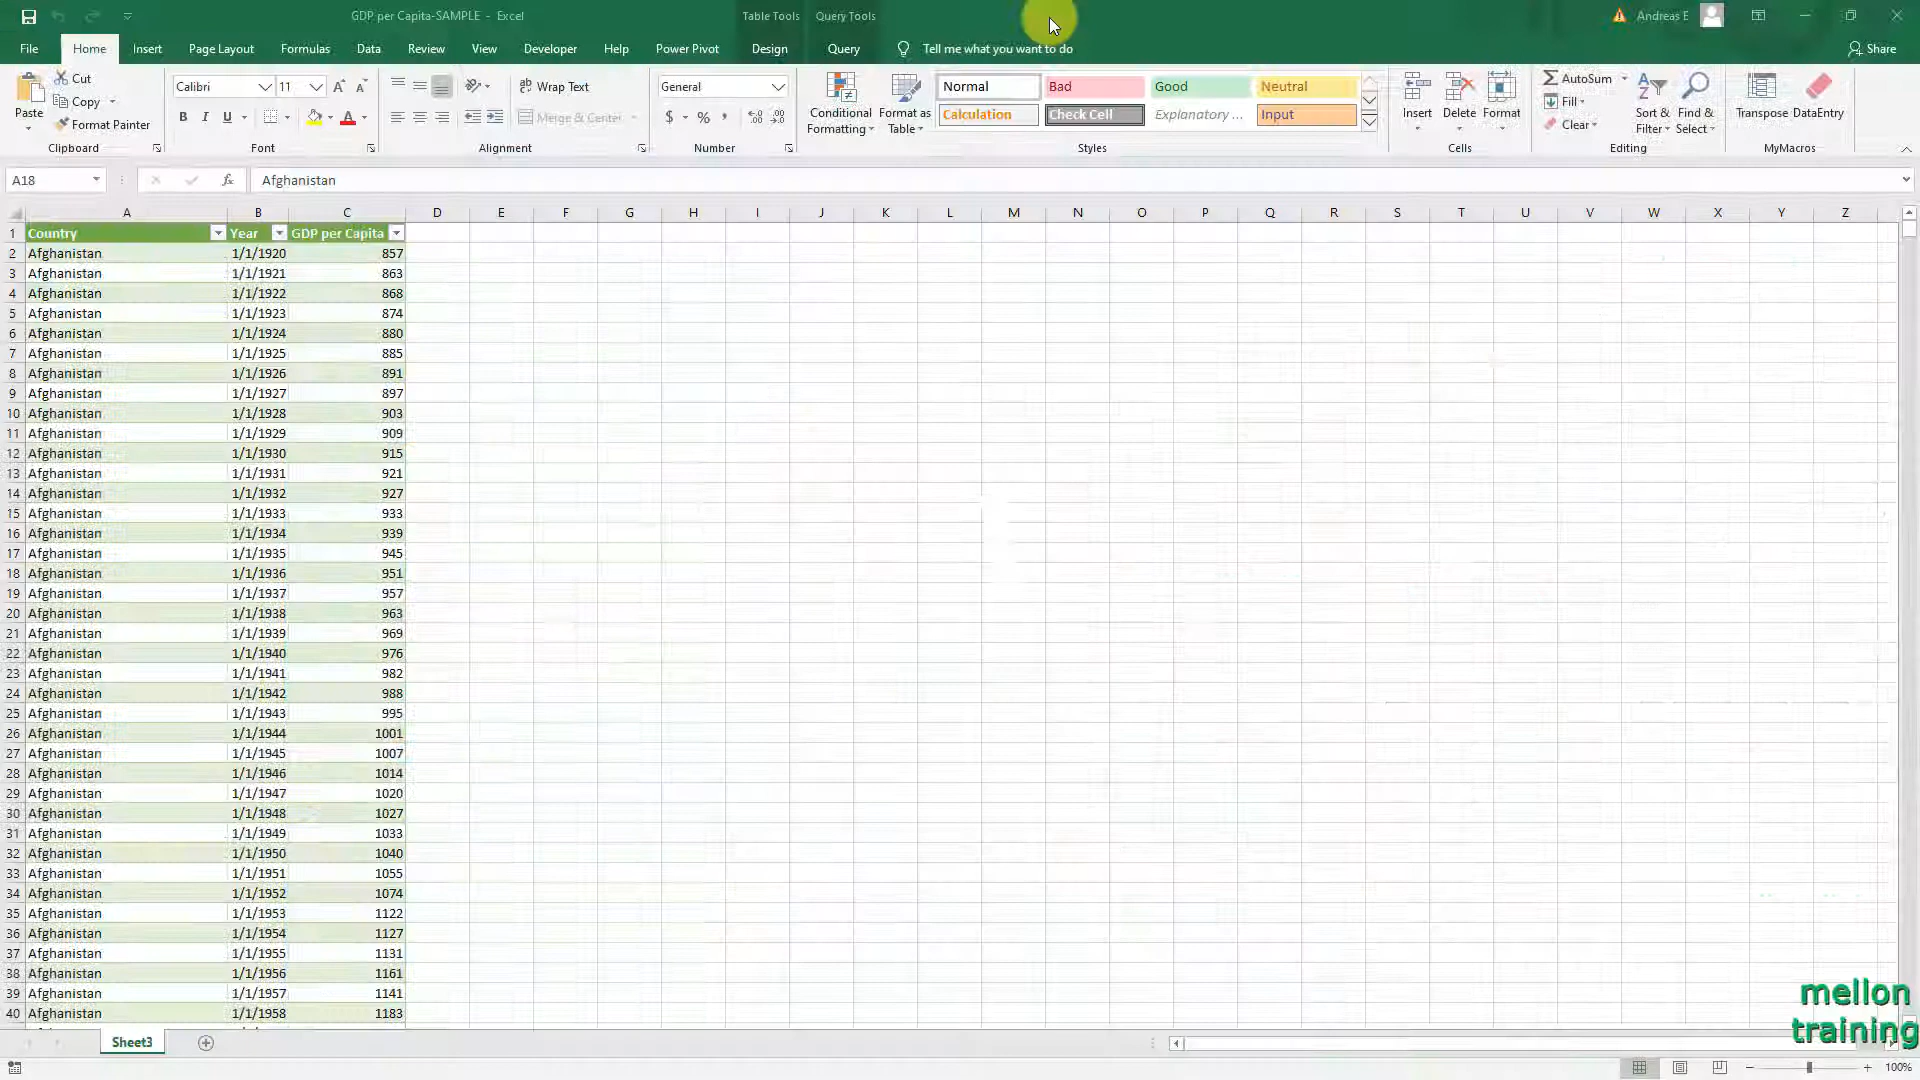 GDP per Capita-SAMPLE - Excel
Table Tools Query Tools
Andreas E
File Home Insert Page Layout Formulas Data Review View Developer Help Power Pivot Design Query Tell me what you want to do Share
Paste
Cut
Copy
Format Painter
Clipboard
Calibri 11
B I U
Font
Wrap Text
Merge & Center
Alignment
General
$ % ,
Number
Conditional Formatting
Format as Table
Normal Bad Good Neutral
Calculation Check Cell Explanatory ... Input
Styles
Insert Delete Format
Cells
AutoSum
Fill
Clear
Sort & Filter
Find & Select
Editing
Transpose DataEntry
MyMacros
A18 fx Afghanistan
A B C D E F G H I J K L M N O P Q R S T U V W X Y Z
1 Country Year GDP per Capita
2 Afghanistan 1/1/1920 857
3 Afghanistan 1/1/1921 863
4 Afghanistan 1/1/1922 868
5 Afghanistan 1/1/1923 874
6 Afghanistan 1/1/1924 880
7 Afghanistan 1/1/1925 885
8 Afghanistan 1/1/1926 891
9 Afghanistan 1/1/1927 897
10 Afghanistan 1/1/1928 903
11 Afghanistan 1/1/1929 909
12 Afghanistan 1/1/1930 915
13 Afghanistan 1/1/1931 921
14 Afghanistan 1/1/1932 927
15 Afghanistan 1/1/1933 933
16 Afghanistan 1/1/1934 939
17 Afghanistan 1/1/1935 945
18 Afghanistan 1/1/1936 951
19 Afghanistan 1/1/1937 957
20 Afghanistan 1/1/1938 963
21 Afghanistan 1/1/1939 969
22 Afghanistan 1/1/1940 976
23 Afghanistan 1/1/1941 982
24 Afghanistan 1/1/1942 988
25 Afghanistan 1/1/1943 995
26 Afghanistan 1/1/1944 1001
27 Afghanistan 1/1/1945 1007
28 Afghanistan 1/1/1946 1014
29 Afghanistan 1/1/1947 1020
30 Afghanistan 1/1/1948 1027
31 Afghanistan 1/1/1949 1033
32 Afghanistan 1/1/1950 1040
33 Afghanistan 1/1/1951 1055
34 Afghanistan 1/1/1952 1074
35 Afghanistan 1/1/1953 1122
36 Afghanistan 1/1/1954 1127
37 Afghanistan 1/1/1955 1131
38 Afghanistan 1/1/1956 1161
39 Afghanistan 1/1/1957 1141
40 Afghanistan 1/1/1958 1183
mellon
training
Sheet3
100%